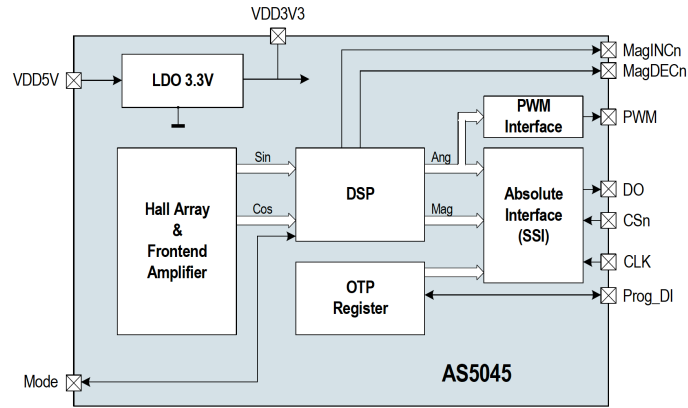 VDD3V3
MagINCn
VDD5V
LDO 3.3V
MagDECn
PWM
Interface
PWM
Sin
Ang
Hall Array
&
Frontend
Amplifier
DSP
Absolute
Interface
(SSI)
DO
Cos
Mag
CSn
CLK
OTP
Register
Prog_DI
Mode
AS5045